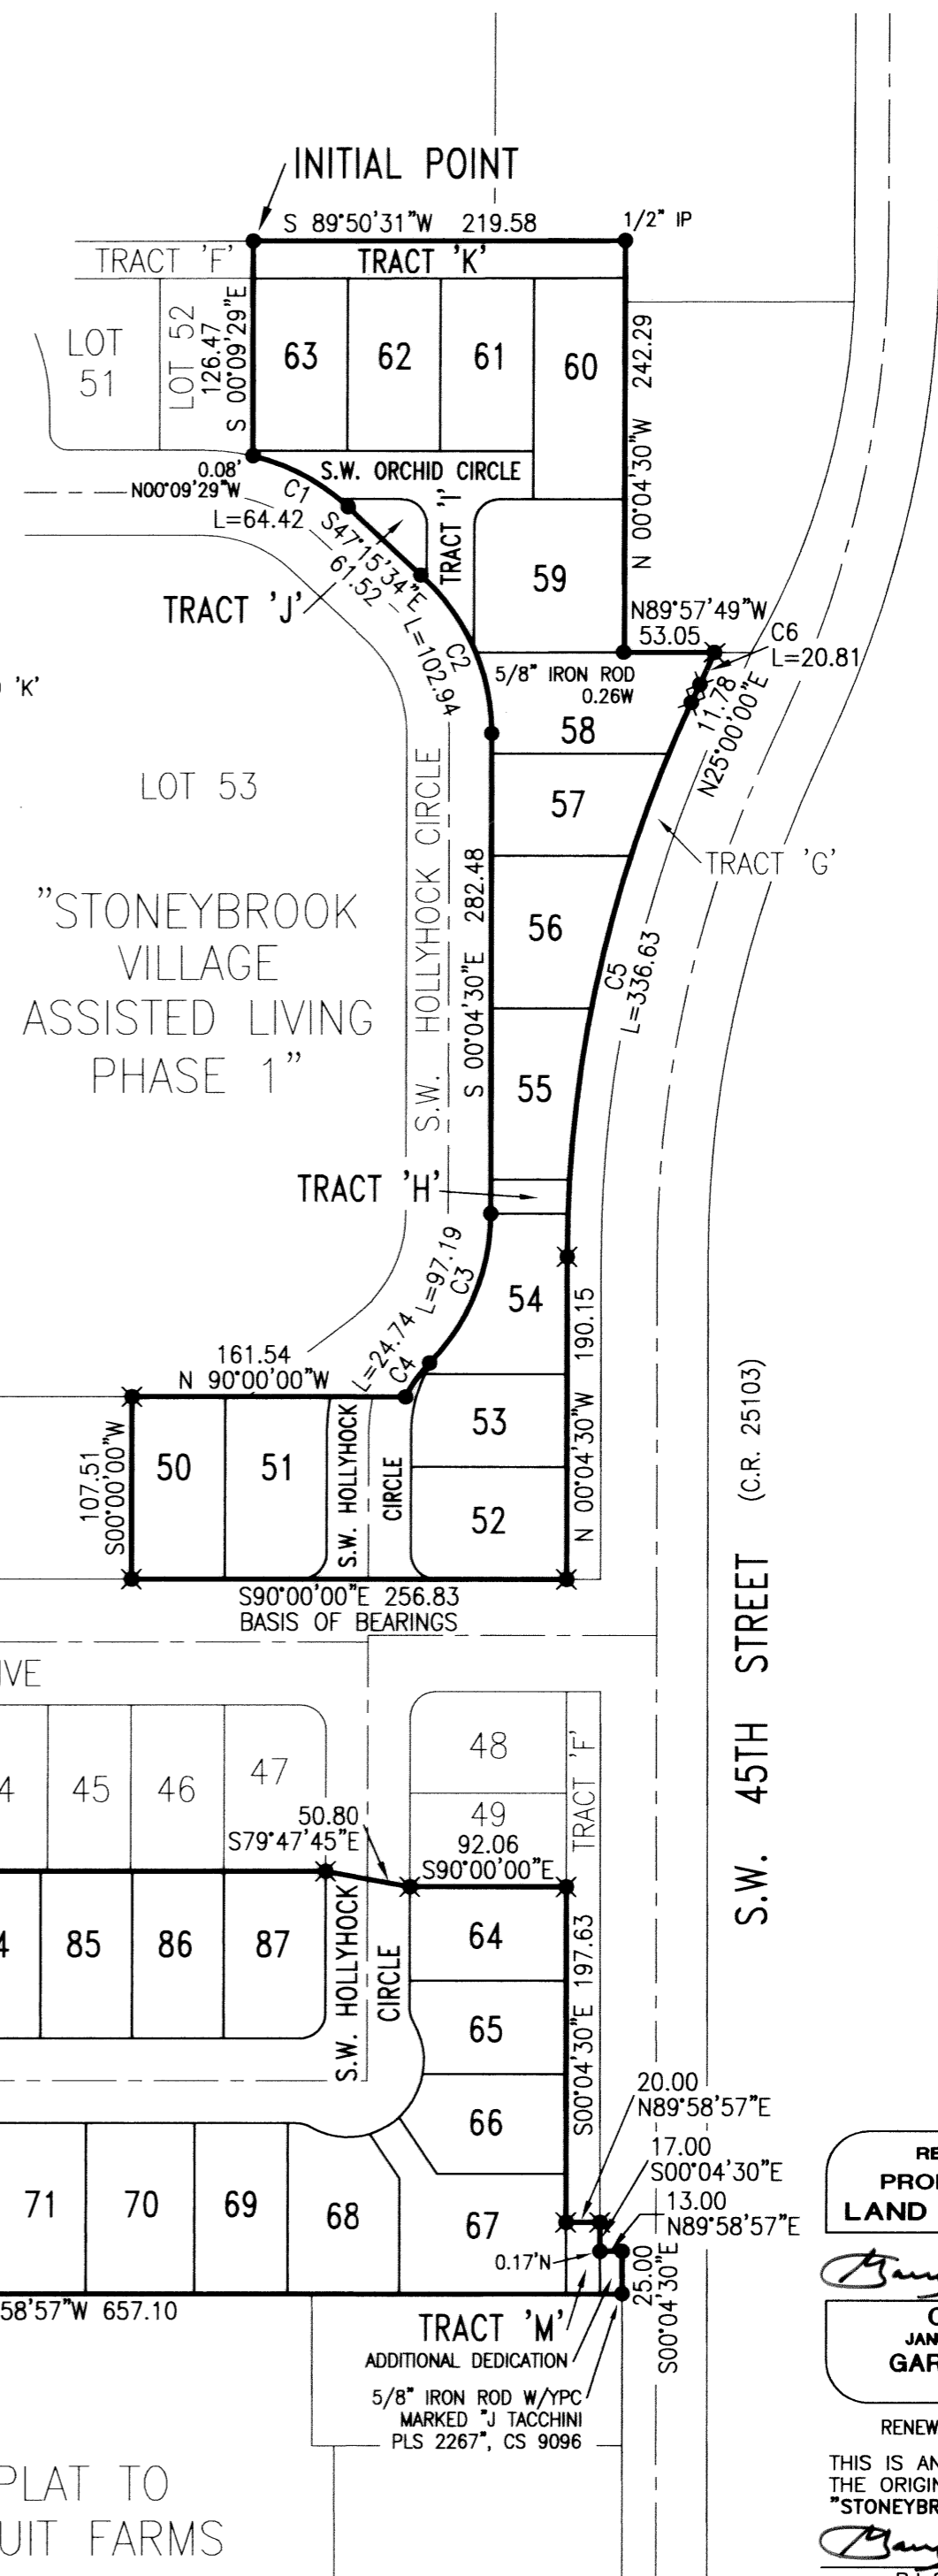 INITIAL POINT
S 89°50'31"W 219.58
1/2" IP
TRACT 'F'
TRACT 'K'
LOT
51
LOT 52
126.47
S 00°09'29"E
63
62
61
60
N 00°04'30"W 242.29
0.08'
N00°09'29"W
S.W. ORCHID CIRCLE
C1
L=64.42
S47°15'34"E
61.52
TRACT 'I'
TRACT 'J'
59
C2
L=102.94
N89°57'49"W
53.05
C6
L=20.81
5/8" IRON ROD
0.26W
11.78
N25°00'00"E
'K'
58
LOT 53
57
TRACT 'G'
"STONEYBROOK
VILLAGE
ASSISTED LIVING
PHASE 1"
S.W. HOLLYHOCK CIRCLE
S 00°04'30"E 282.48
56
C5
L=336.63
55
TRACT 'H'
L=97.19
C3
54
L=24.74
C4
161.54
N 90°00'00"W
N 00°04'30"W 190.15
107.51
S00°00'00"W
50
51
S.W. HOLLYHOCK
CIRCLE
53
52
(C.R. 25103)
S.W. 45TH STREET
S90°00'00"E 256.83
BASIS OF BEARINGS
IVE
4
45
46
47
48
49
TRACT 'F'
50.80
S79°47'45"E
92.06
S90°00'00"E
4
85
86
87
S.W. HOLLYHOCK
CIRCLE
64
65
66
S00°04'30"E 197.63
20.00
N89°58'57"E
17.00
S00°04'30"E
13.00
N89°58'57"E
71
70
69
68
67
0.17'N
25.00
S00°04'30"E
58'57"W 657.10
TRACT 'M'
ADDITIONAL DEDICATION
5/8" IRON ROD W/YPC
MARKED "J TACCHINI
PLS 2267", CS 9096
PLAT TO
UIT FARMS
RE
PROF
LAND
JAN
GAR
RENEW
THIS IS AN
THE ORIGIN
"STONEYBR